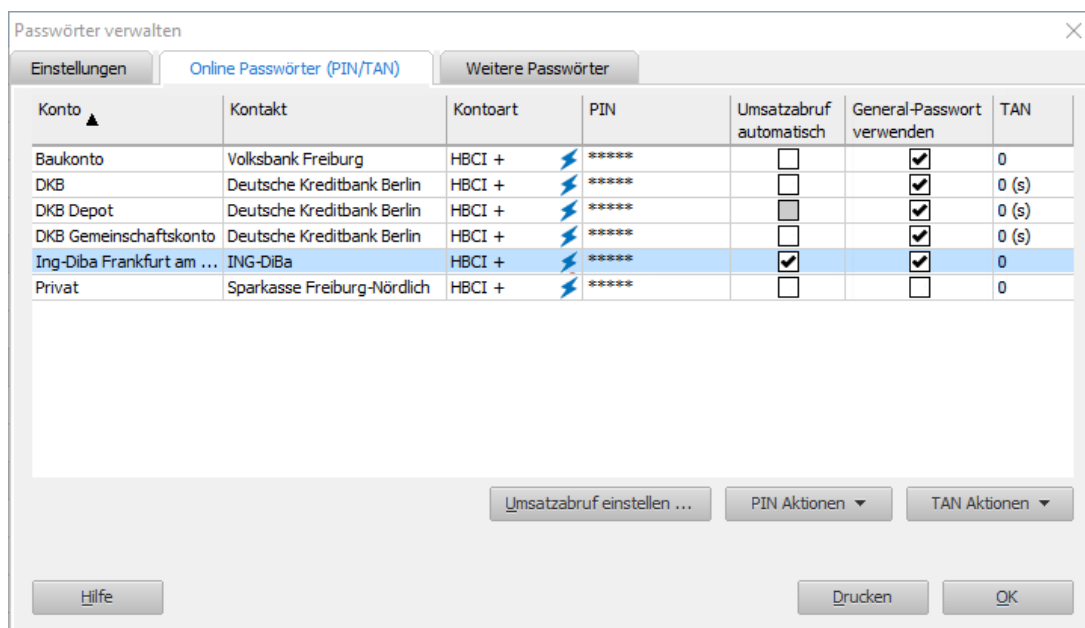 Passwörter verwalten
Einstellungen Online Passwörter (PIN/TAN) Weitere Passwörter
Konto Kontakt Kontoart PIN Umsatzabruf automatisch General-Passwort verwenden TAN
Baukonto Volksbank Freiburg HBCI + ***** 0
DKB Deutsche Kreditbank Berlin HBCI + ***** 0 (s)
DKB Depot Deutsche Kreditbank Berlin HBCI + ***** 0 (s)
DKB Gemeinschaftskonto Deutsche Kreditbank Berlin HBCI + ***** 0 (s)
Ing-Diba Frankfurt am ... ING-DiBa HBCI + ***** 0
Privat Sparkasse Freiburg-Nördlich HBCI + ***** 0
Umsatzabruf einstellen ... PIN Aktionen TAN Aktionen
Hilfe Drucken OK